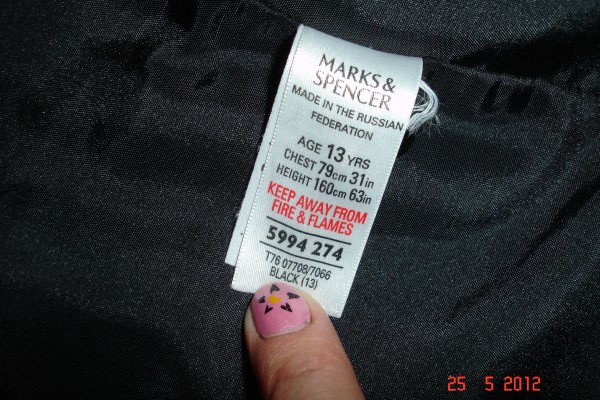 MARKS &
SPENCER
MADE IN THE RUSSIAN
FEDERATION
AGE 13 YRS
CHEST 79cm 31in
HEIGHT 160cm 63in
KEEP AWAY FROM
FIRE & FLAMES
5994 274
T76 07708/7066
BLACK (13)
25 5 2012